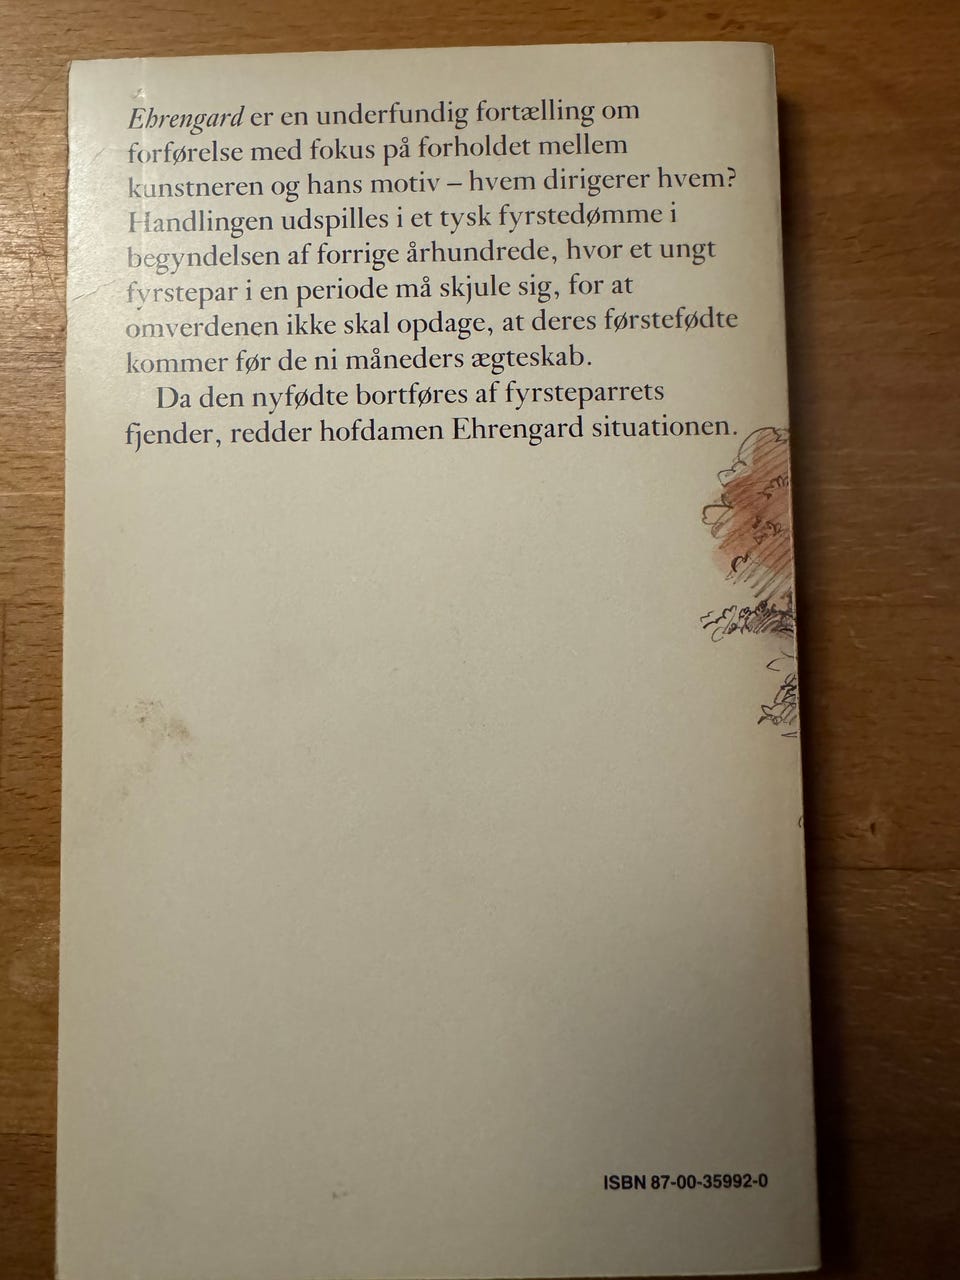 Ehrengard er en underfundig fortælling om
forførelse med fokus på forholdet mellem
kunstneren og hans motiv – hvem dirigerer hvem?
Handlingen udspilles i et tysk fyrstedømme i
begyndelsen af forrige århundrede, hvor et ungt
fyrstepar i en periode må skjule sig, for at
omverdenen ikke skal opdage, at deres førstefødte
kommer før de ni måneders ægteskab.
Da den nyfødte bortføres af fyrsteparrets
fjender, redder hofdamen Ehrengard situationen.
ISBN 87-00-35992-0